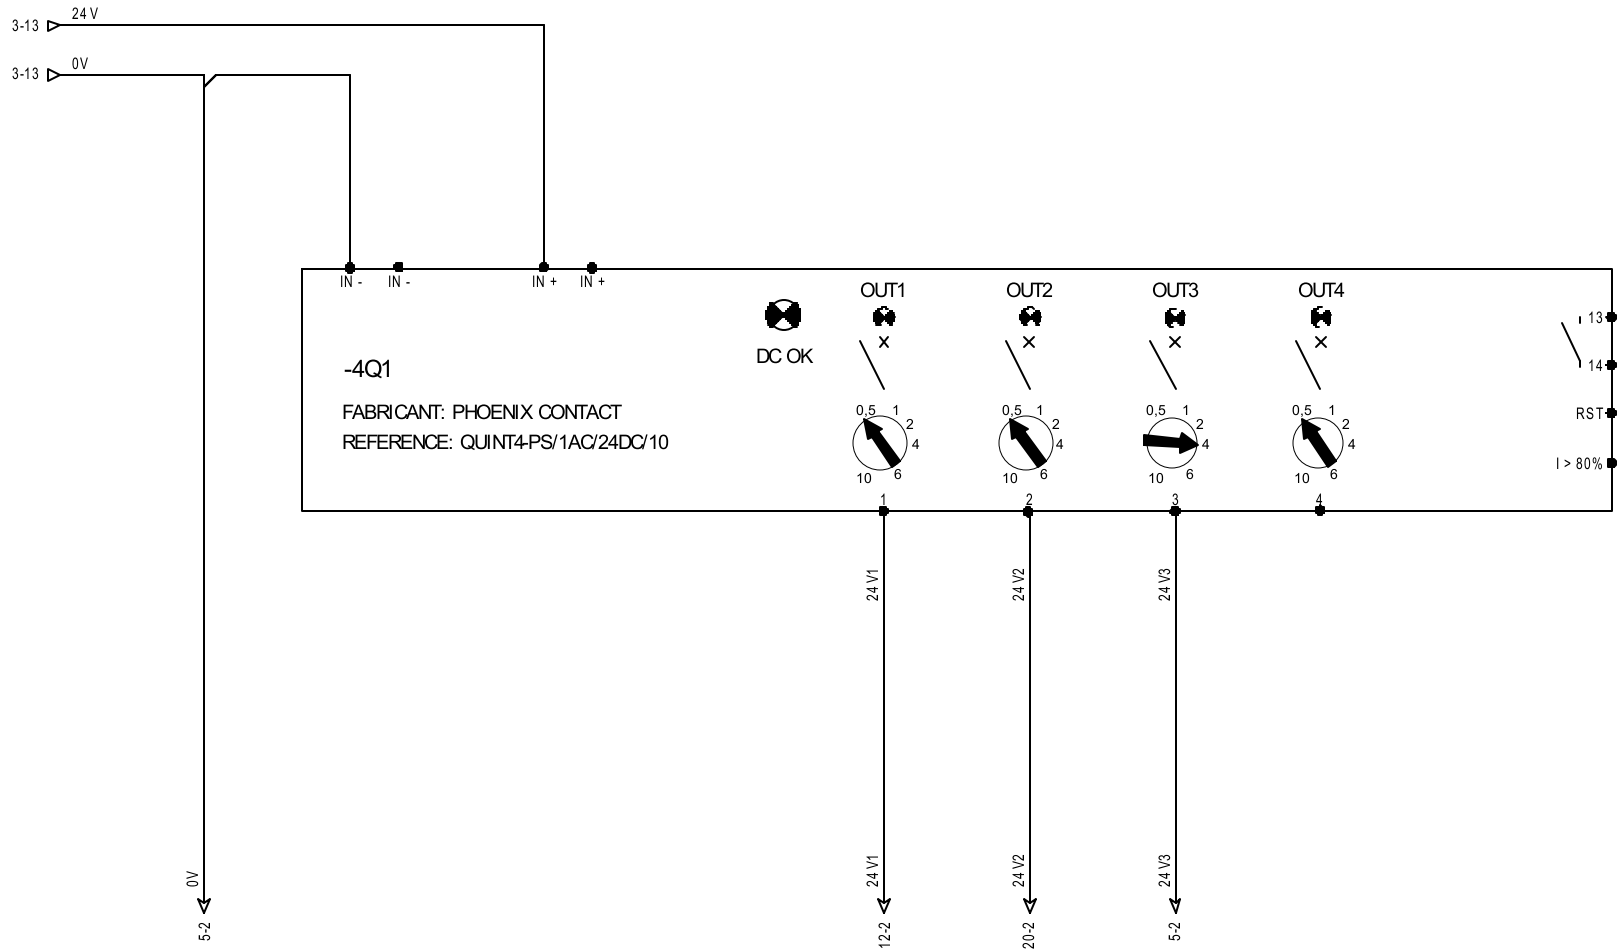 24 V
3-13
0V
3-13
IN -
IN -
IN +
IN +
OUT1
OUT2
OUT3
OUT4
13
DC OK
14
-4Q1
FABRICANT: PHOENIX CONTACT
REFERENCE: QUINT4-PS/1AC/24DC/10
0,5 1 2 4 6 10
0,5 1 2 4 6 10
0,5 1 2 4 6 10
0,5 1 2 4 6 10
RST
I > 80%
1
2
3
4
24 V1
24 V2
24 V3
0V
24 V1
24 V2
24 V3
5-2
12-2
20-2
5-2